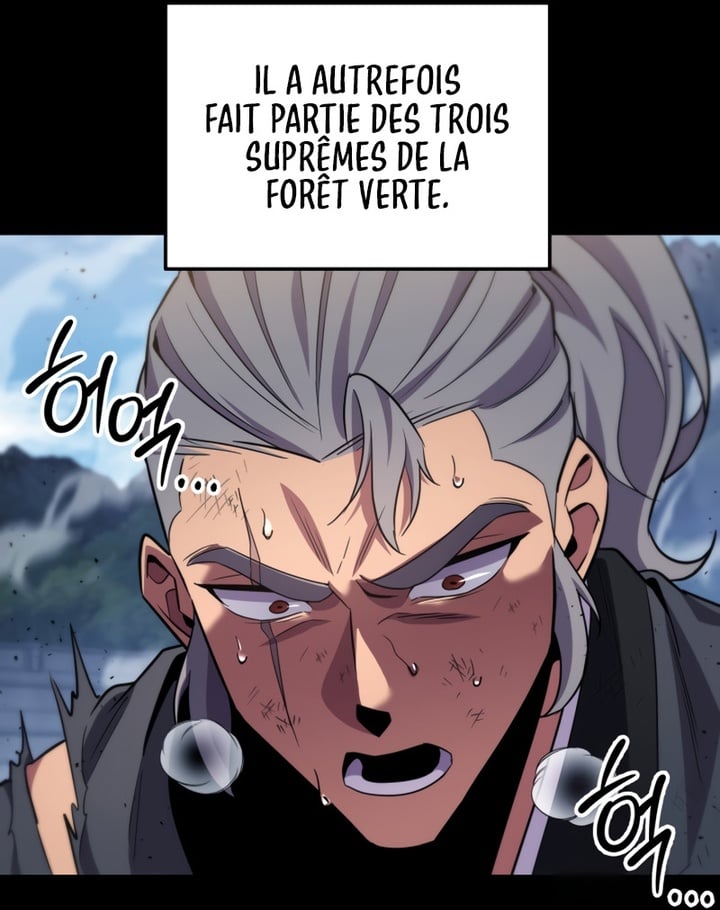 IL A AUTREFOIS
FAIT PARTIE DES TROIS
SUPRÊMES DE LA
FORÊT VERTE.
허억...
헉...